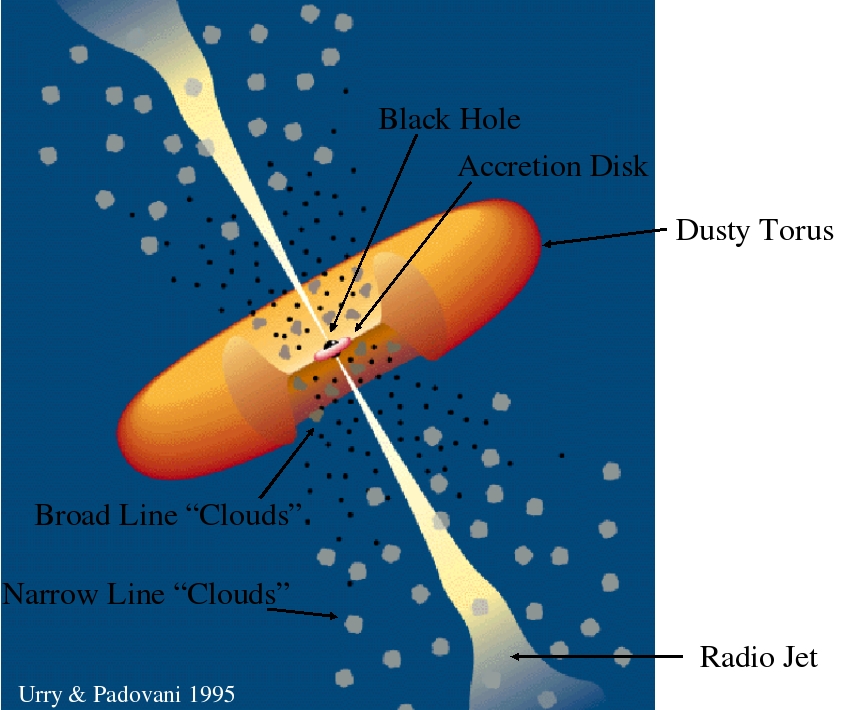 Black Hole
Accretion Disk
Dusty Torus
Broad Line “Clouds”
Narrow Line “Clouds”
Radio Jet
Urry & Padovani 1995